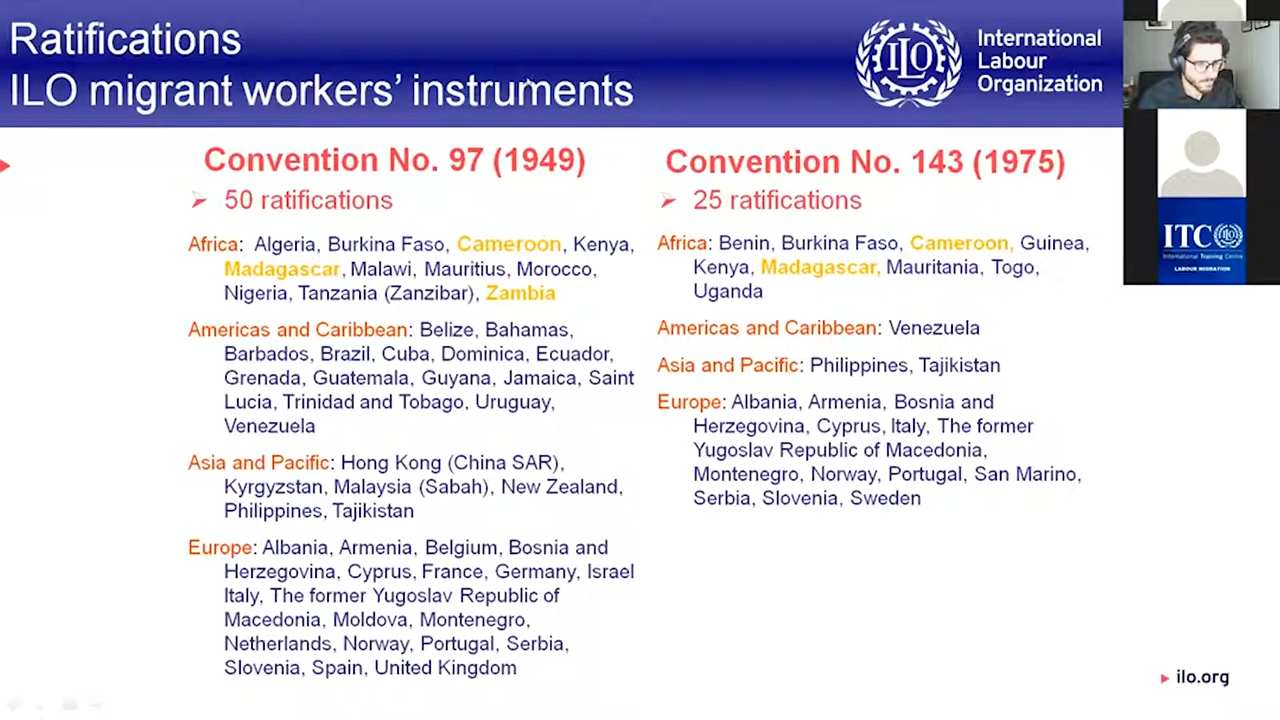 Ratifications
ILO migrant workers' instruments
ILO
International
Labour
Organization
Convention No. 97 (1949)
50 ratifications
Africa: Algeria, Burkina Faso, Cameroon, Kenya,
Madagascar, Malawi, Mauritius, Morocco,
Nigeria, Tanzania (Zanzibar), Zambia
Americas and Caribbean: Belize, Bahamas,
Barbados, Brazil, Cuba, Dominica, Ecuador,
Grenada, Guatemala, Guyana, Jamaica, Saint
Lucia, Trinidad and Tobago, Uruguay,
Venezuela
Asia and Pacific: Hong Kong (China SAR),
Kyrgyzstan, Malaysia (Sabah), New Zealand,
Philippines, Tajikistan
Europe: Albania, Armenia, Belgium, Bosnia and
Herzegovina, Cyprus, France, Germany, Israel
Italy, The former Yugoslav Republic of
Macedonia, Moldova, Montenegro,
Netherlands, Norway, Portugal, Serbia,
Slovenia, Spain, United Kingdom
Convention No. 143 (1975)
25 ratifications
Africa: Benin, Burkina Faso, Cameroon, Guinea,
Kenya, Madagascar, Mauritania, Togo,
Uganda
Americas and Caribbean: Venezuela
Asia and Pacific: Philippines, Tajikistan
Europe: Albania, Armenia, Bosnia and
Herzegovina, Cyprus, Italy, The former
Yugoslav Republic of Macedonia,
Montenegro, Norway, Portugal, San Marino,
Serbia, Slovenia, Sweden
ITC
International Training Centre
LABOUR MIGRATION
ilo.org